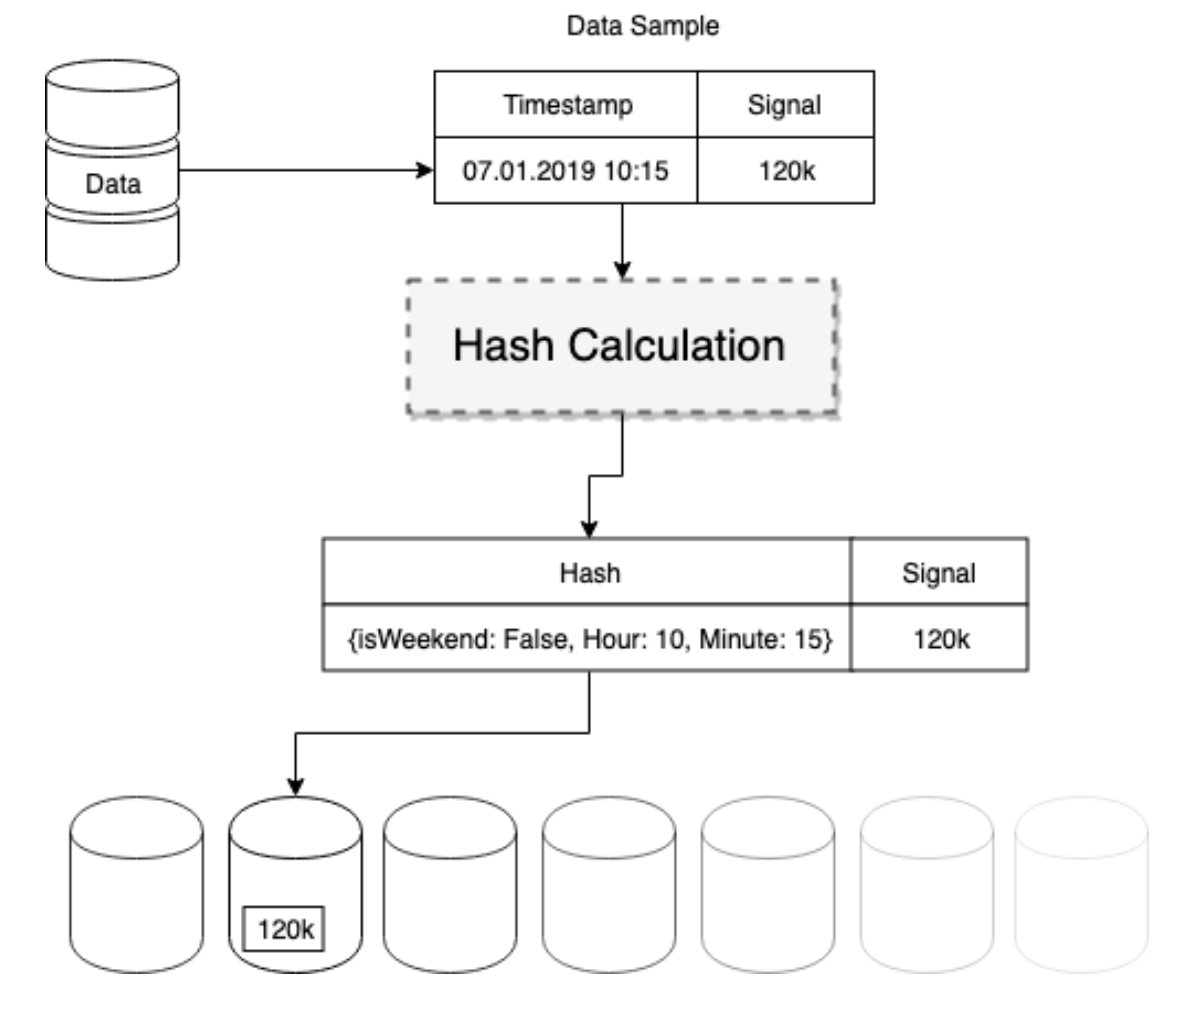 Data Sample
Data
Timestamp Signal
07.01.2019 10:15 120k
Hash Calculation
Hash Signal
{isWeekend: False, Hour: 10, Minute: 15} 120k
120k